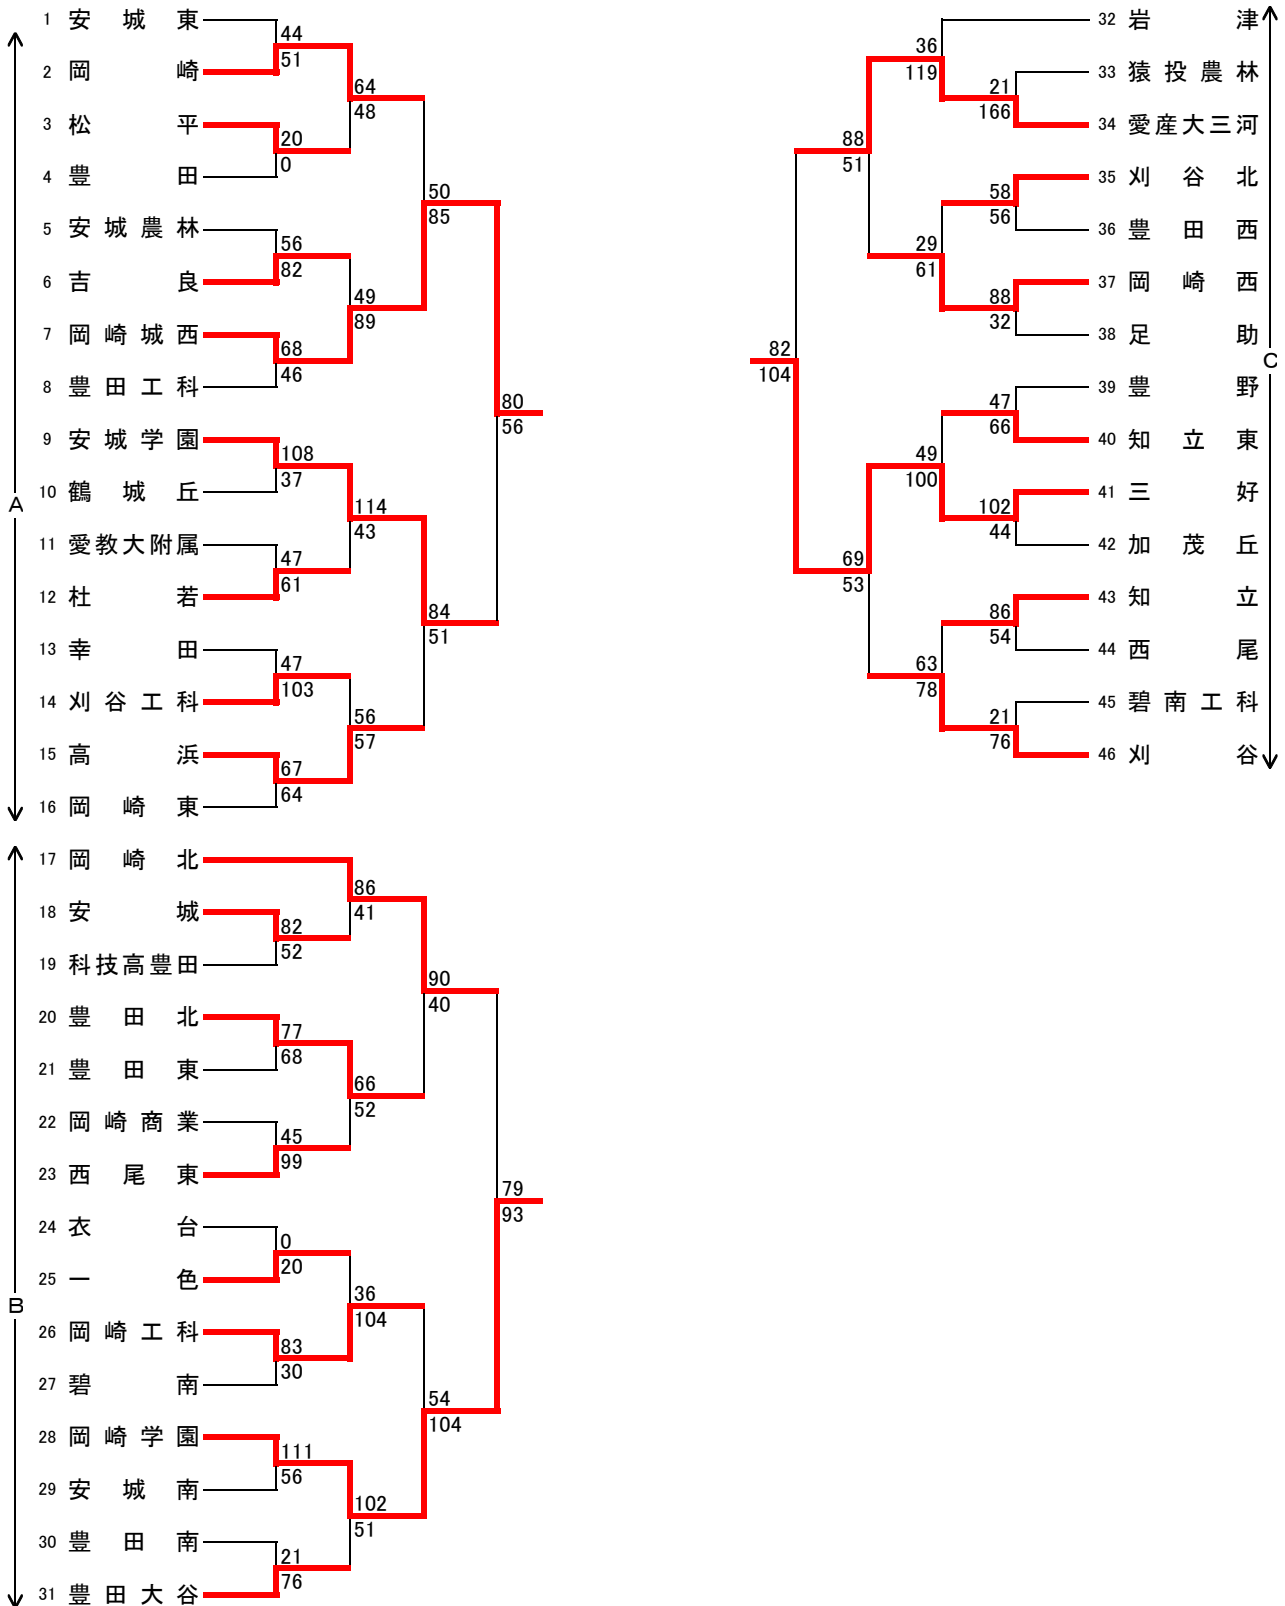 1 安城東
44
51
2 岡崎
64
48
3 松平
20
0
4 豊田
50
85
5 安城農林
56
82
6 吉良
49
89
7 岡崎城西
68
46
8 豊田工科
80
56
9 安城学園
108
37
10 鶴城丘
A
114
43
11 愛教大附属
47
61
12 杜若
84
51
13 幸田
47
103
14 刈谷工科
56
57
15 高浜
67
64
16 岡崎東
17 岡崎北
86
41
18 安城
82
52
19 科技高豊田
90
40
20 豊田北
77
68
21 豊田東
66
52
22 岡崎商業
45
99
23 西尾東
79
93
24 衣台
0
20
25 一色
B
36
104
26 岡崎工科
83
30
27 碧南
54
104
28 岡崎学園
111
56
29 安城南
102
51
30 豊田南
21
76
31 豊田大谷
32 岩津
36
119
33 猿投農林
21
166
34 愛産大三河
88
51
35 刈谷北
58
56
36 豊田西
29
61
37 岡崎西
88
32
38 足助
82
104
C
39 豊野
47
66
40 知立東
49
100
41 三好
102
44
42 加茂丘
69
53
43 知立
86
54
44 西尾
63
78
45 碧南工科
21
76
46 刈谷